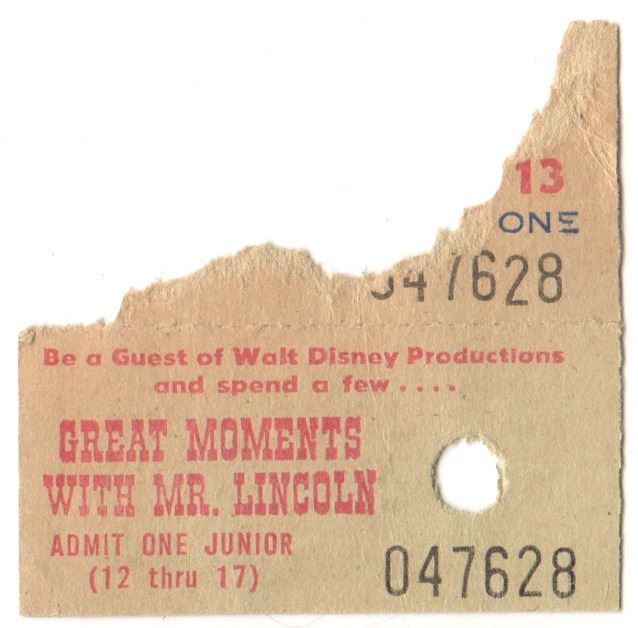 13
ONE
047628
Be a Guest of Walt Disney Productions
and spend a few . . . .
GREAT MOMENTS
WITH MR. LINCOLN
ADMIT ONE JUNIOR
(12 thru 17)
047628